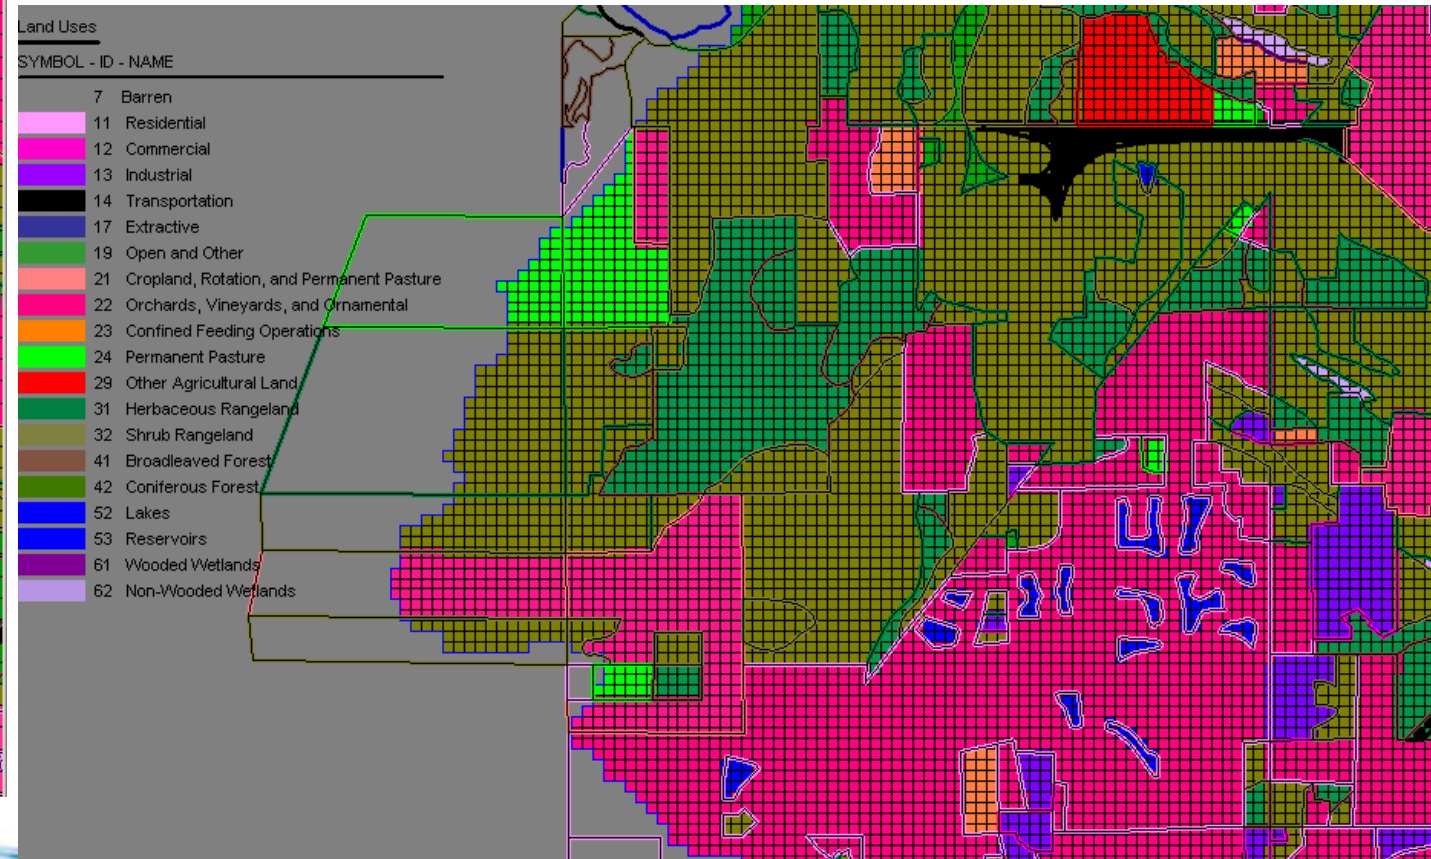 Land Uses
SYMBOL - ID - NAME
7 Barren
11 Residential
12 Commercial
13 Industrial
14 Transportation
17 Extractive
19 Open and Other
21 Cropland, Rotation, and Permanent Pasture
22 Orchards, Vineyards, and Ornamental
23 Confined Feeding Operations
24 Permanent Pasture
29 Other Agricultural Land
31 Herbaceous Rangeland
32 Shrub Rangeland
41 Broadleaved Forest
42 Coniferous Forest
52 Lakes
53 Reservoirs
61 Wooded Wetlands
62 Non-Wooded Wetlands